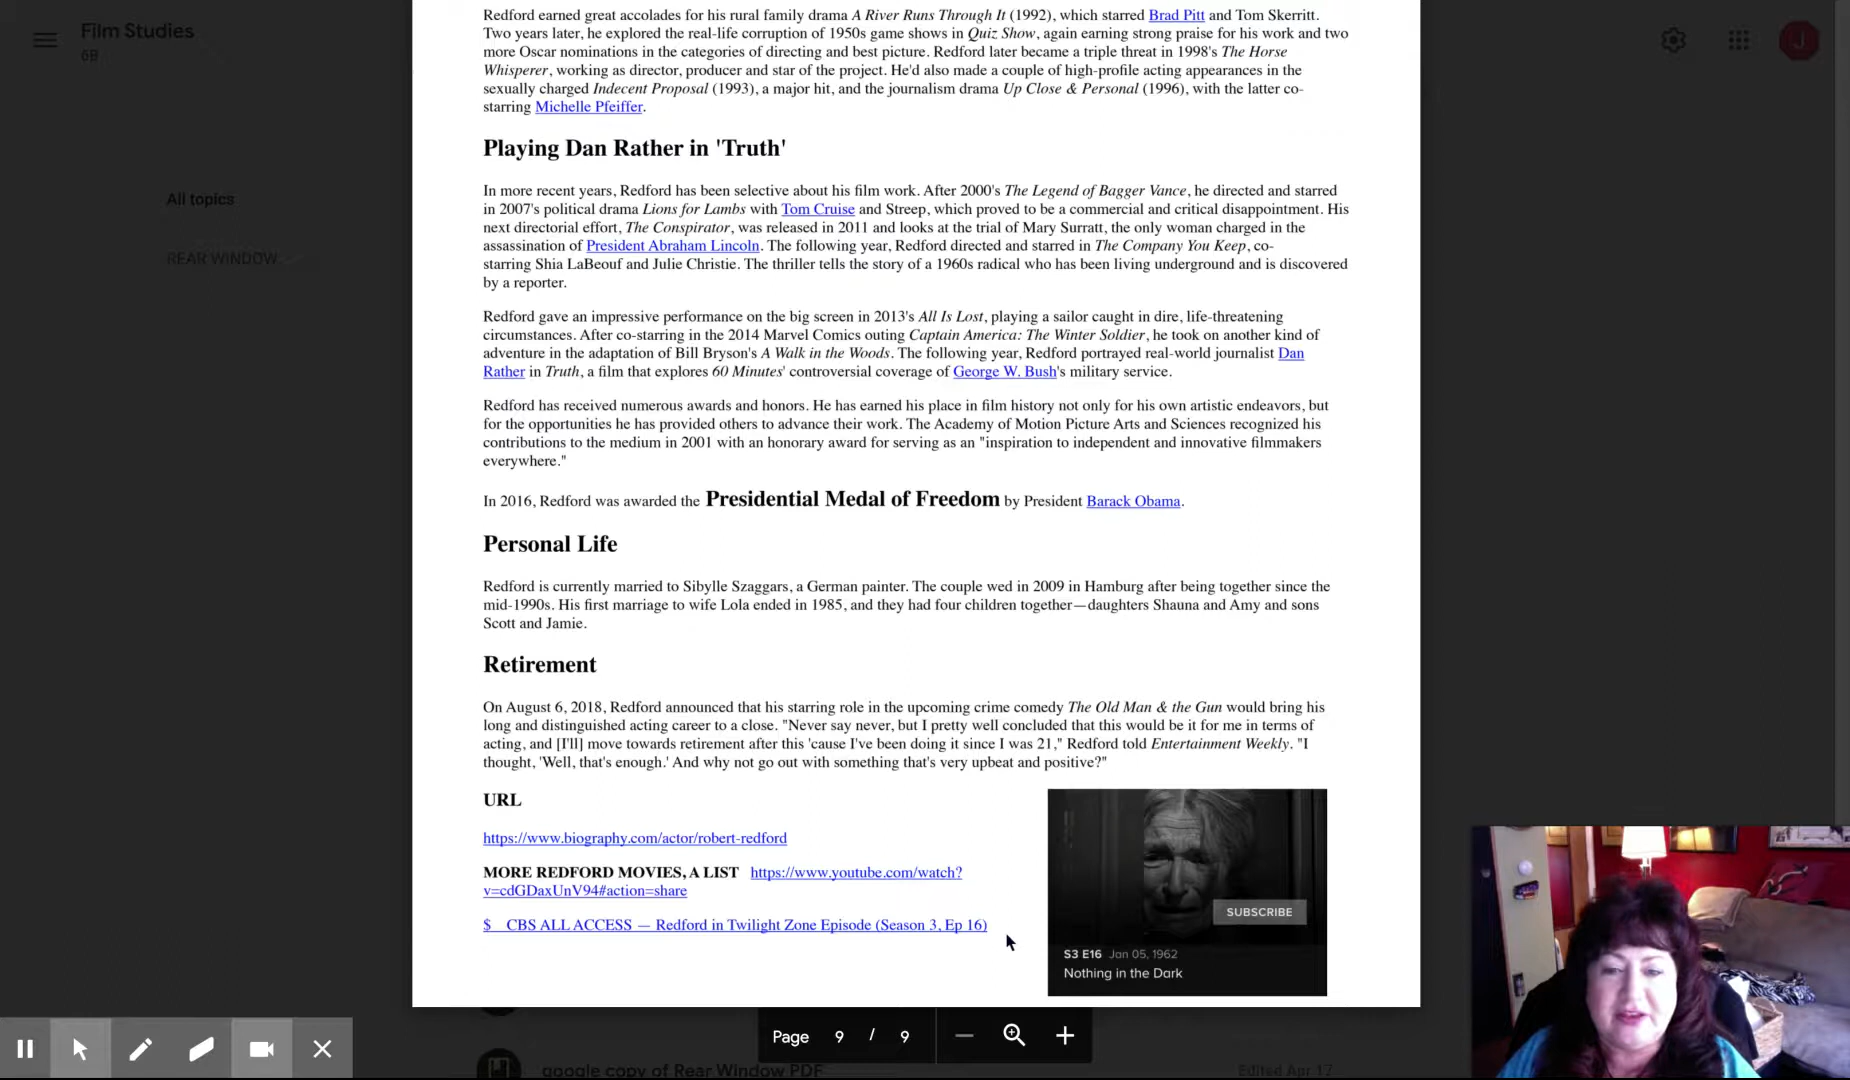 Film Studies
6B
All topics
REAR WINDOW
Redford earned great accolades for his rural family drama A River Runs Through It (1992), which starred Brad Pitt and Tom Skerritt.
Two years later, he explored the real-life corruption of 1950s game shows in Quiz Show, again earning strong praise for his work and two
more Oscar nominations in the categories of directing and best picture. Redford later became a triple threat in 1998's The Horse
Whisperer, working as director, producer and star of the project. He'd also made a couple of high-profile acting appearances in the
sexually charged Indecent Proposal (1993), a major hit, and the journalism drama Up Close & Personal (1996), with the latter co-
starring Michelle Pfeiffer.
Playing Dan Rather in 'Truth'
In more recent years, Redford has been selective about his film work. After 2000's The Legend of Bagger Vance, he directed and starred
in 2007's political drama Lions for Lambs with Tom Cruise and Streep, which proved to be a commercial and critical disappointment. His
next directorial effort, The Conspirator, was released in 2011 and looks at the trial of Mary Surratt, the only woman charged in the
assassination of President Abraham Lincoln. The following year, Redford directed and starred in The Company You Keep, co-
starring Shia LaBeouf and Julie Christie. The thriller tells the story of a 1960s radical who has been living underground and is discovered
by a reporter.
Redford gave an impressive performance on the big screen in 2013's All Is Lost, playing a sailor caught in dire, life-threatening
circumstances. After co-starring in the 2014 Marvel Comics outing Captain America: The Winter Soldier, he took on another kind of
adventure in the adaptation of Bill Bryson's A Walk in the Woods. The following year, Redford portrayed real-world journalist Dan
Rather in Truth, a film that explores 60 Minutes' controversial coverage of George W. Bush's military service.
Redford has received numerous awards and honors. He has earned his place in film history not only for his own artistic endeavors, but
for the opportunities he has provided others to advance their work. The Academy of Motion Picture Arts and Sciences recognized his
contributions to the medium in 2001 with an honorary award for serving as an "inspiration to independent and innovative filmmakers
everywhere."
In 2016, Redford was awarded the Presidential Medal of Freedom by President Barack Obama.
Personal Life
Redford is currently married to Sibylle Szaggars, a German painter. The couple wed in 2009 in Hamburg after being together since the
mid-1990s. His first marriage to wife Lola ended in 1985, and they had four children together—daughters Shauna and Amy and sons
Scott and Jamie.
Retirement
On August 6, 2018, Redford announced that his starring role in the upcoming crime comedy The Old Man & the Gun would bring his
long and distinguished acting career to a close. "Never say never, but I pretty well concluded that this would be it for me in terms of
acting, and [I'll] move towards retirement after this 'cause I've been doing it since I was 21," Redford told Entertainment Weekly. "I
thought, 'Well, that's enough.' And why not go out with something that's very upbeat and positive?"
URL
https://www.biography.com/actor/robert-redford
MORE REDFORD MOVIES, A LIST https://www.youtube.com/watch?
v=cdGDaxUnV94#action=share
$ CBS ALL ACCESS — Redford in Twilight Zone Episode (Season 3, Ep 16)
SUBSCRIBE
S3 E16 Jan 05, 1962
Nothing in the Dark
Page 9 / 9
google copy of Rear Window PDF
Edited Apr 17
J